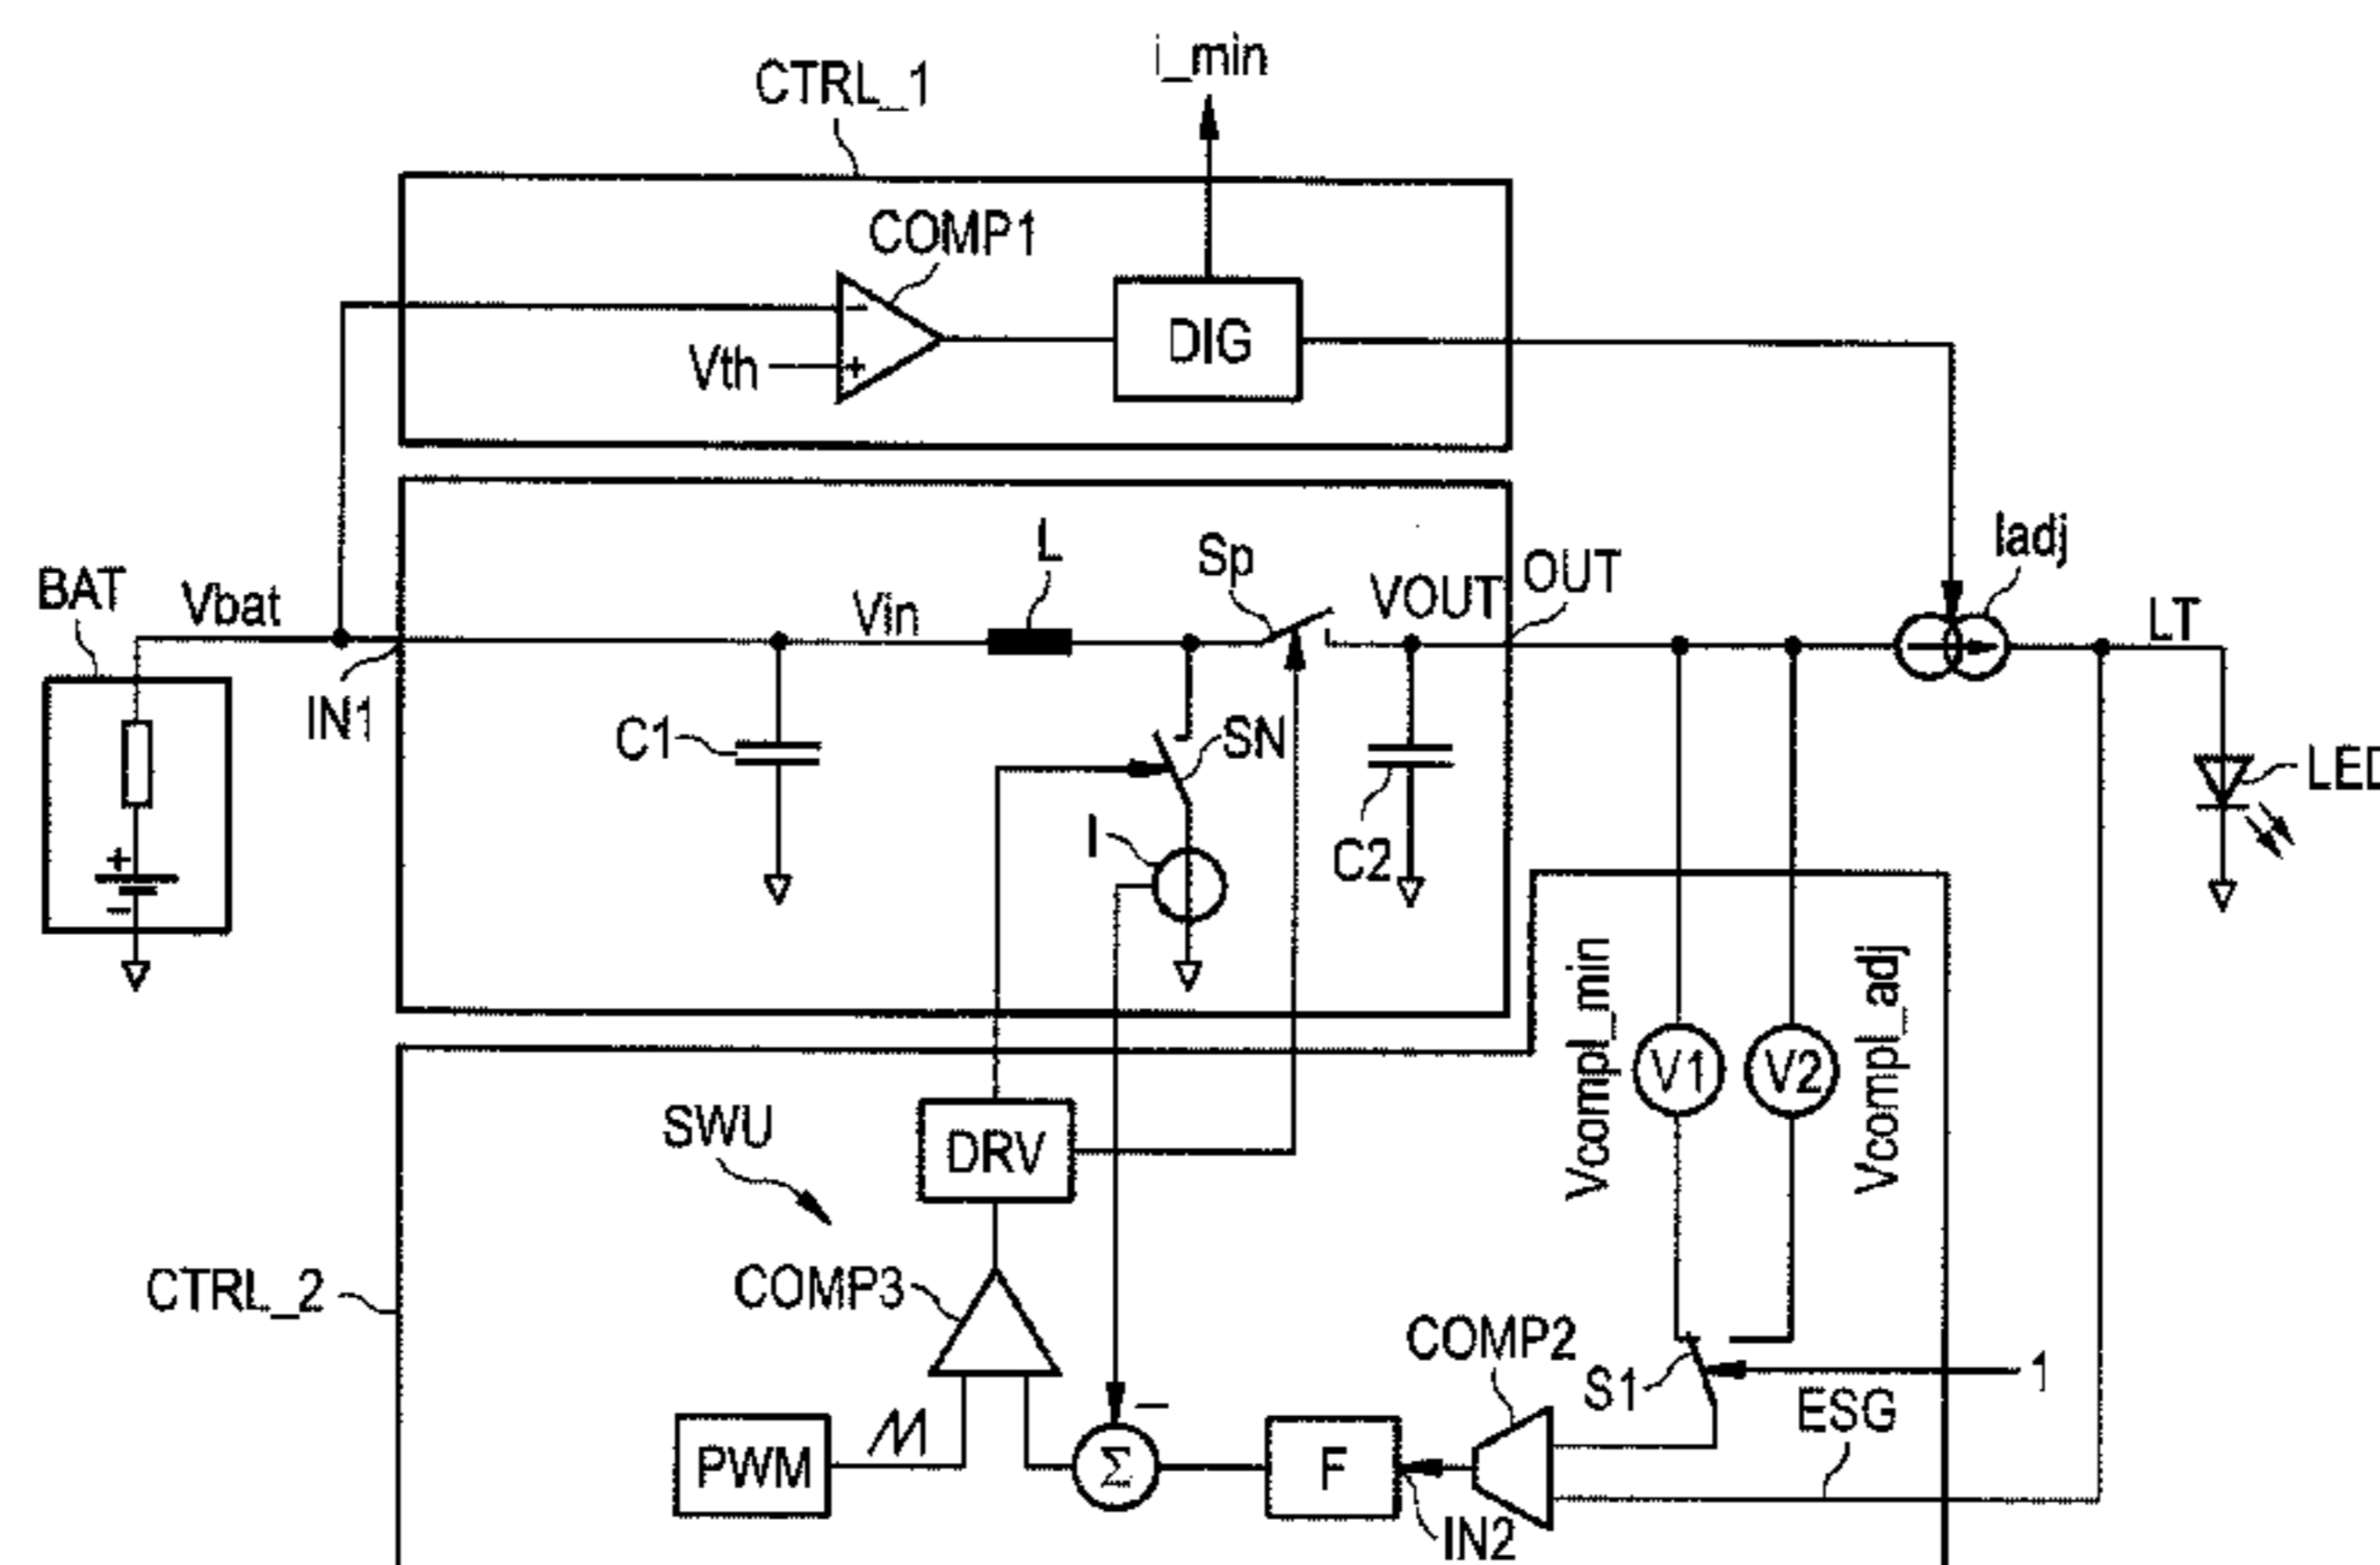 i_min
CTRL_1
COMP1
-
Vth
+
DIG
BAT
Vbat
IN1
Vin
L
Sp
VOUT
OUT
Iadj
LT
C1
SN
I
C2
LED
+
-
Vcompl_min
V1
V2
Vcompl_adj
SWU
DRV
CTRL_2
COMP3
COMP2
S1
1
ESG
PWM
Σ
-
F
IN2